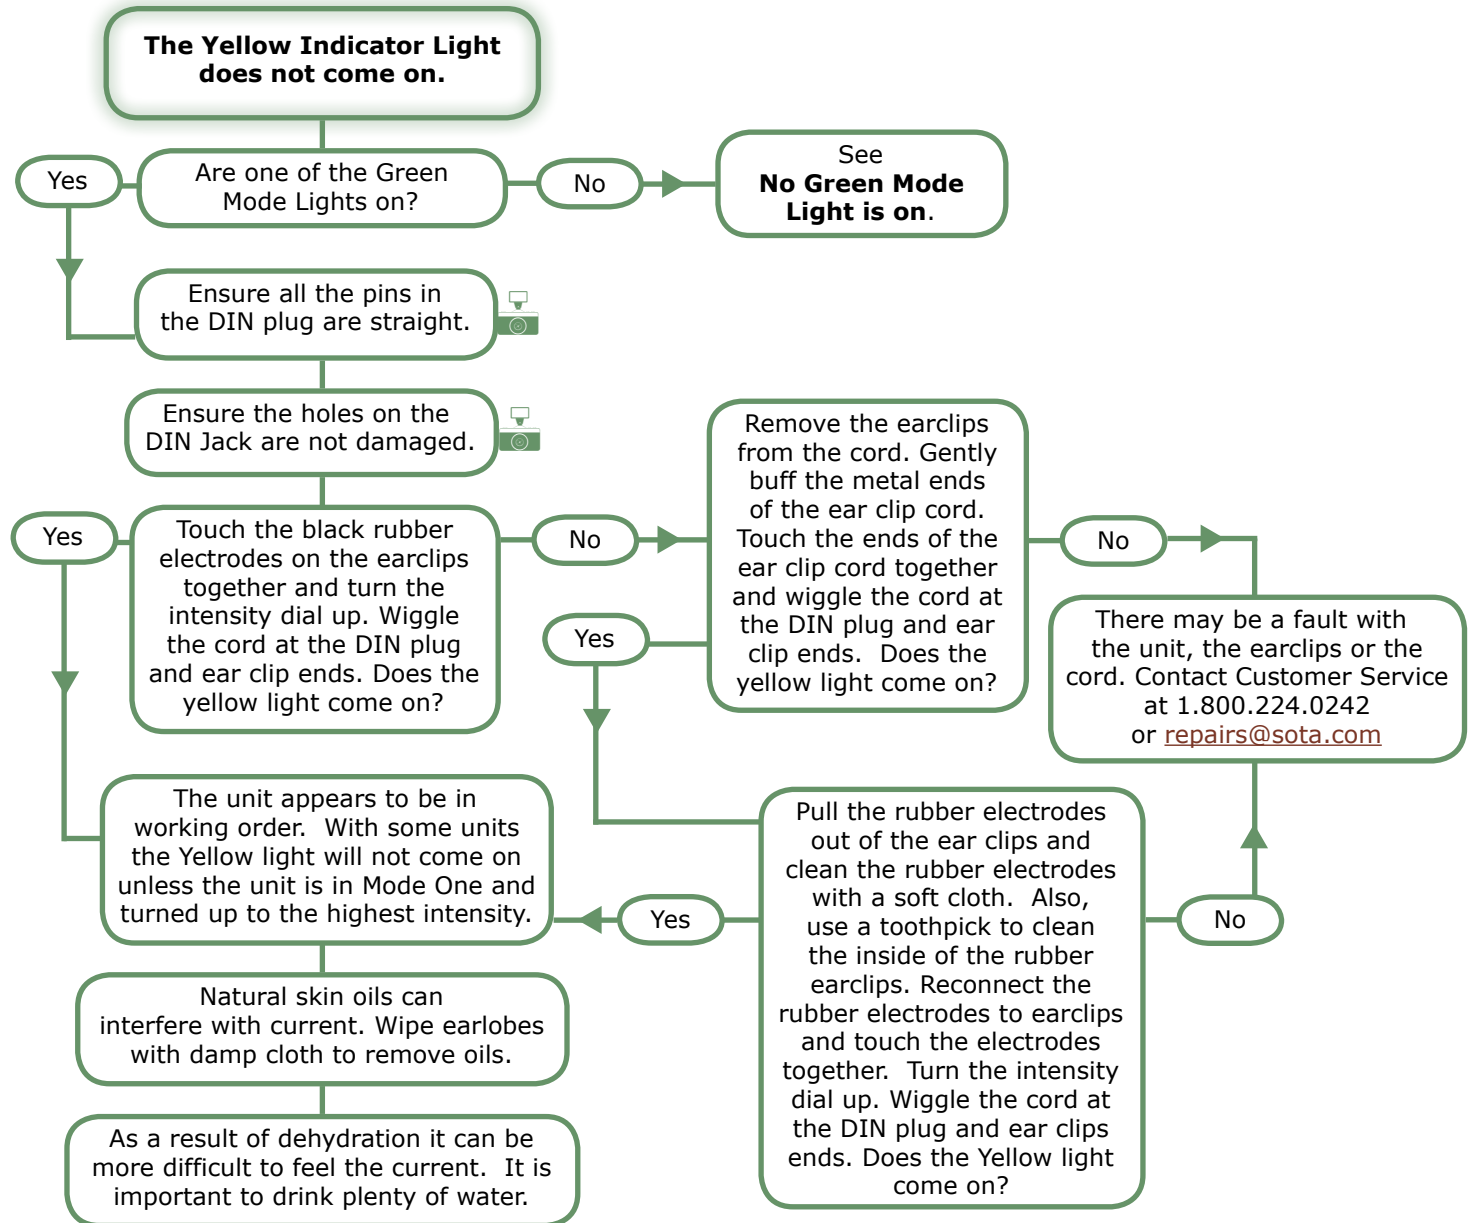 The Yellow Indicator Light
does not come on.
Yes
Are one of the Green
Mode Lights on?
No
See
No Green Mode
Light is on.
Ensure all the pins in
the DIN plug are straight.
Ensure the holes on the
DIN Jack are not damaged.
Yes
Touch the black rubber
electrodes on the earclips
together and turn the
intensity dial up. Wiggle
the cord at the DIN plug
and ear clip ends. Does the
yellow light come on?
No
Remove the earclips
from the cord. Gently
buff the metal ends
of the ear clip cord.
Touch the ends of the
ear clip cord together
and wiggle the cord at
the DIN plug and ear
clip ends.  Does the
yellow light come on?
No
Yes
There may be a fault with
the unit, the earclips or the
cord. Contact Customer Service
at 1.800.224.0242
or repairs@sota.com
The unit appears to be in
working order.  With some units
the Yellow light will not come on
unless the unit is in Mode One and
turned up to the highest intensity.
Yes
Pull the rubber electrodes
out of the ear clips and
clean the rubber electrodes
with a soft cloth.  Also,
use a toothpick to clean
the inside of the rubber
earclips. Reconnect the
rubber electrodes to earclips
and touch the electrodes
together.  Turn the intensity
dial up. Wiggle the cord at
the DIN plug and ear clips
ends. Does the Yellow light
come on?
No
Natural skin oils can
interfere with current. Wipe earlobes
with damp cloth to remove oils.
As a result of dehydration it can be
more difficult to feel the current.  It is
important to drink plenty of water.